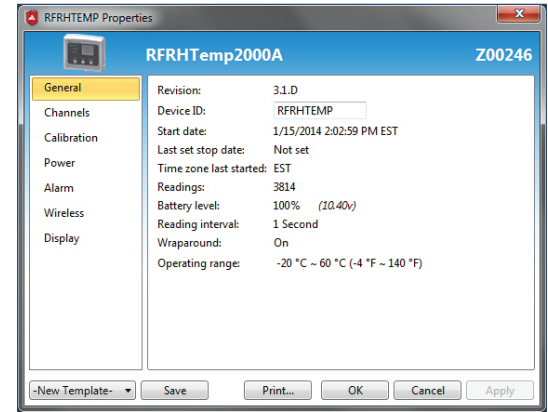 RFRHTEMP Properties
RFRHTemp2000A Z00246
General
Channels
Calibration
Power
Alarm
Wireless
Display
Revision: 3.1.D
Device ID: RFRHTEMP
Start date: 1/15/2014 2:02:59 PM EST
Last set stop date: Not set
Time zone last started: EST
Readings: 3814
Battery level: 100% (10.40v)
Reading interval: 1 Second
Wraparound: On
Operating range: -20 °C ~ 60 °C (-4 °F ~ 140 °F)
-New Template- Save Print... OK Cancel Apply